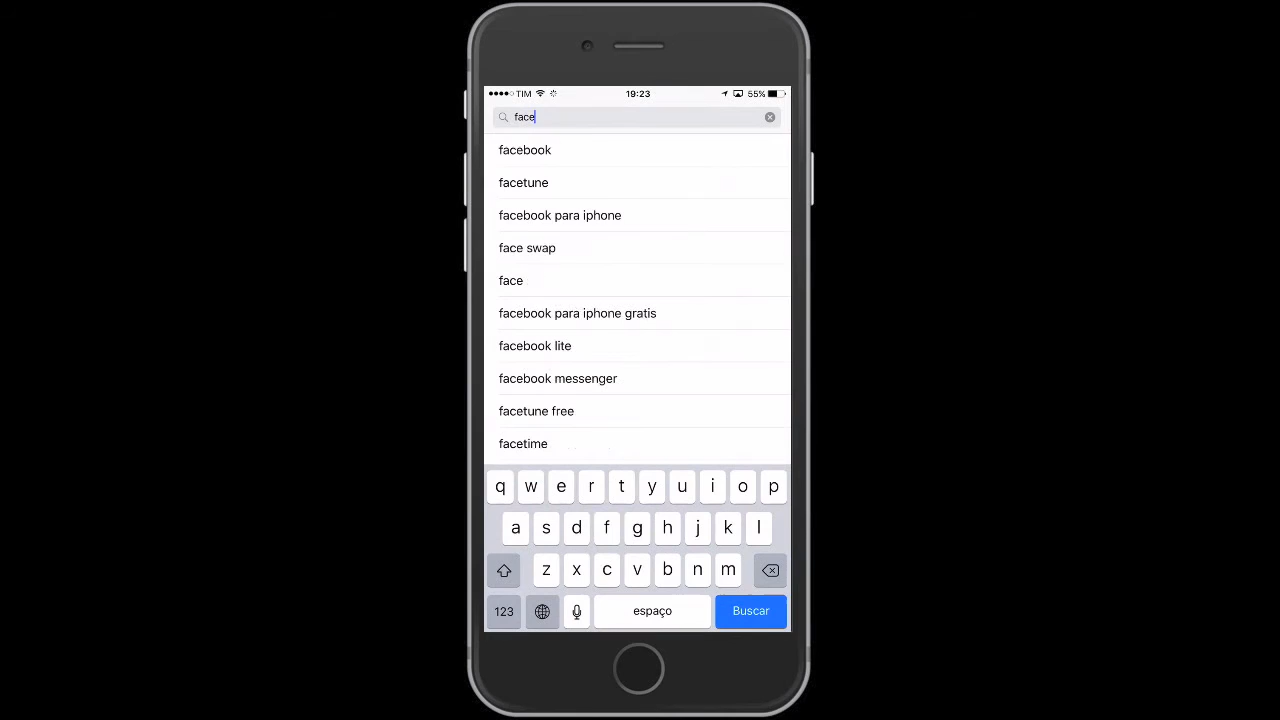 TIM 19:23 55%
face
facebook
facetune
facebook para iphone
face swap
face
facebook para iphone gratis
facebook lite
facebook messenger
facetune free
facetime
q w e r t y u i o p
a s d f g h j k l
z x c v b n m
123 espaço Buscar